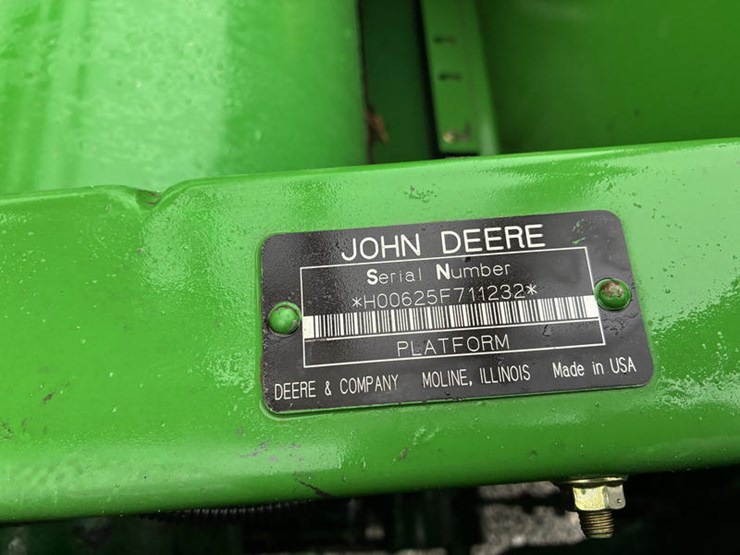 JOHN DEERE
Serial Number
*H00625F711232*
PLATFORM
DEERE & COMPANY MOLINE, ILLINOIS Made in USA